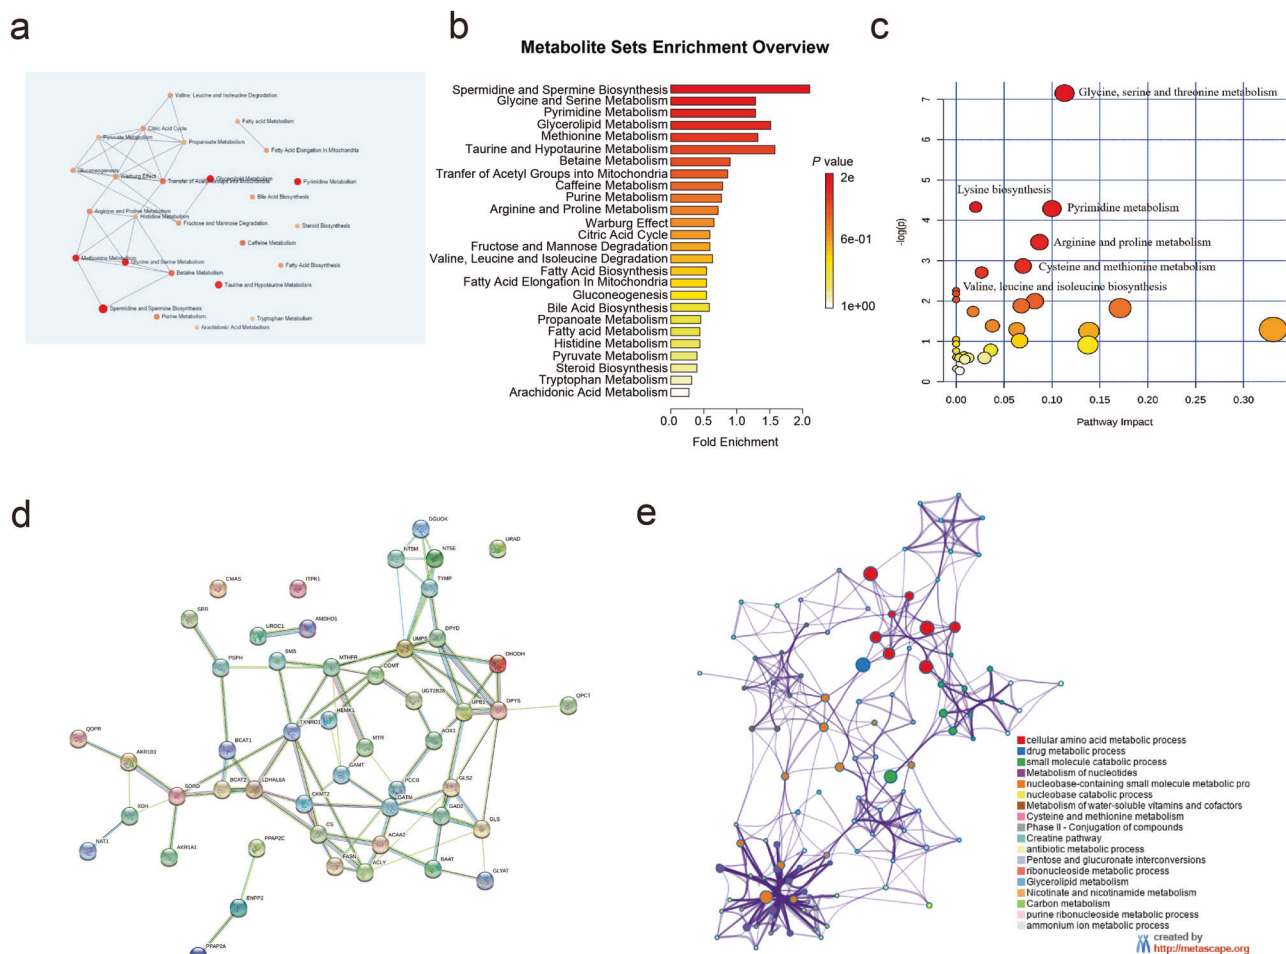 a
Valine, Leucine and Isoleucine Degradation
Citric Acid Cycle
Fatty acid Metabolism
Pyruvate Metabolism
Propanoate Metabolism
Fatty Acid Elongation In Mitochondria
Gluconeogenesis
Warburg Effect
Transfer of Acetyl Groups into Mitochondria
Glycerolipid Metabolism
Pyrimidine Metabolism
Bile Acid Biosynthesis
Arginine and Proline Metabolism
Histidine Metabolism
Fructose and Mannose Degradation
Steroid Biosynthesis
Caffeine Metabolism
Methionine Metabolism
Glycine and Serine Metabolism
Fatty Acid Biosynthesis
Betaine Metabolism
Taurine and Hypotaurine Metabolism
Spermidine and Spermine Biosynthesis
Purine Metabolism
Tryptophan Metabolism
Arachidonic Acid Metabolism
b
Metabolite Sets Enrichment Overview
Spermidine and Spermine Biosynthesis
Glycine and Serine Metabolism
Pyrimidine Metabolism
Glycerolipid Metabolism
Methionine Metabolism
Taurine and Hypotaurine Metabolism
Betaine Metabolism
Tranfer of Acetyl Groups into Mitochondria
Caffeine Metabolism
Purine Metabolism
Arginine and Proline Metabolism
Warburg Effect
Citric Acid Cycle
Fructose and Mannose Degradation
Valine, Leucine and Isoleucine Degradation
Fatty Acid Biosynthesis
Fatty Acid Elongation In Mitochondria
Gluconeogenesis
Bile Acid Biosynthesis
Propanoate Metabolism
Fatty acid Metabolism
Histidine Metabolism
Pyruvate Metabolism
Steroid Biosynthesis
Tryptophan Metabolism
Arachidonic Acid Metabolism
0.0 0.5 1.0 1.5 2.0
Fold Enichment
P value
2e
6e-01
1e+00
c
7
6
5
4
3
2
1
0
-log(p)
Glycine, serine and threonine metabolism
Lysine biosynthesis
Pyrimidine metabolism
Arginine and proline metabolism
Cysteine and methionine metabolism
Valine, leucine and isoleucine biosynthesis
0.00 0.05 0.10 0.15 0.20 0.25 0.30
Pathway Impact
d
DGUOK
NT5M
NT5E
URAD
TYMP
CMAS
ITPK1
SRR
AMDHO1
UROC1
DPYD
UMPS
DHODH
PSPH
SMS
MTHFR
COMT
UGT2B28
DPYS
QPCT
UPB1
HEMK1
TXNRD1
AOX1
MTR
QDPR
BCAT1
AKR1B1
GAMT
PCCB
GLS2
SORD
BCAT2
LDHAL6A
CKMT2
GATM
GAD2
XDH
CS
GLS
ACAA2
NAT1
AKR1A1
PPAP2C
FASN
ACLY
BAAT
GLYAT
ENPP2
PPAP2A
e
cellular amino acid metabolic process
drug metabolic process
small molecule catabolic process
Metabolism of nucleotides
nucleobase-containing small molecule metabolic pro
nucleobase catabolic process
Metabolism of water-soluble vitamins and cofactors
Cysteine and methionine metabolism
Phase II - Conjugation of compounds
Creatine pathway
antibiotic metabolic process
Pentose and glucuronate interconversions
ribonucleoside metabolic process
Glycerolipid metabolism
Nicotinate and nicotinamide metabolism
Carbon metabolism
purine ribonucleoside metabolic process
ammonium ion metabolic process
created by
http://metascape.org